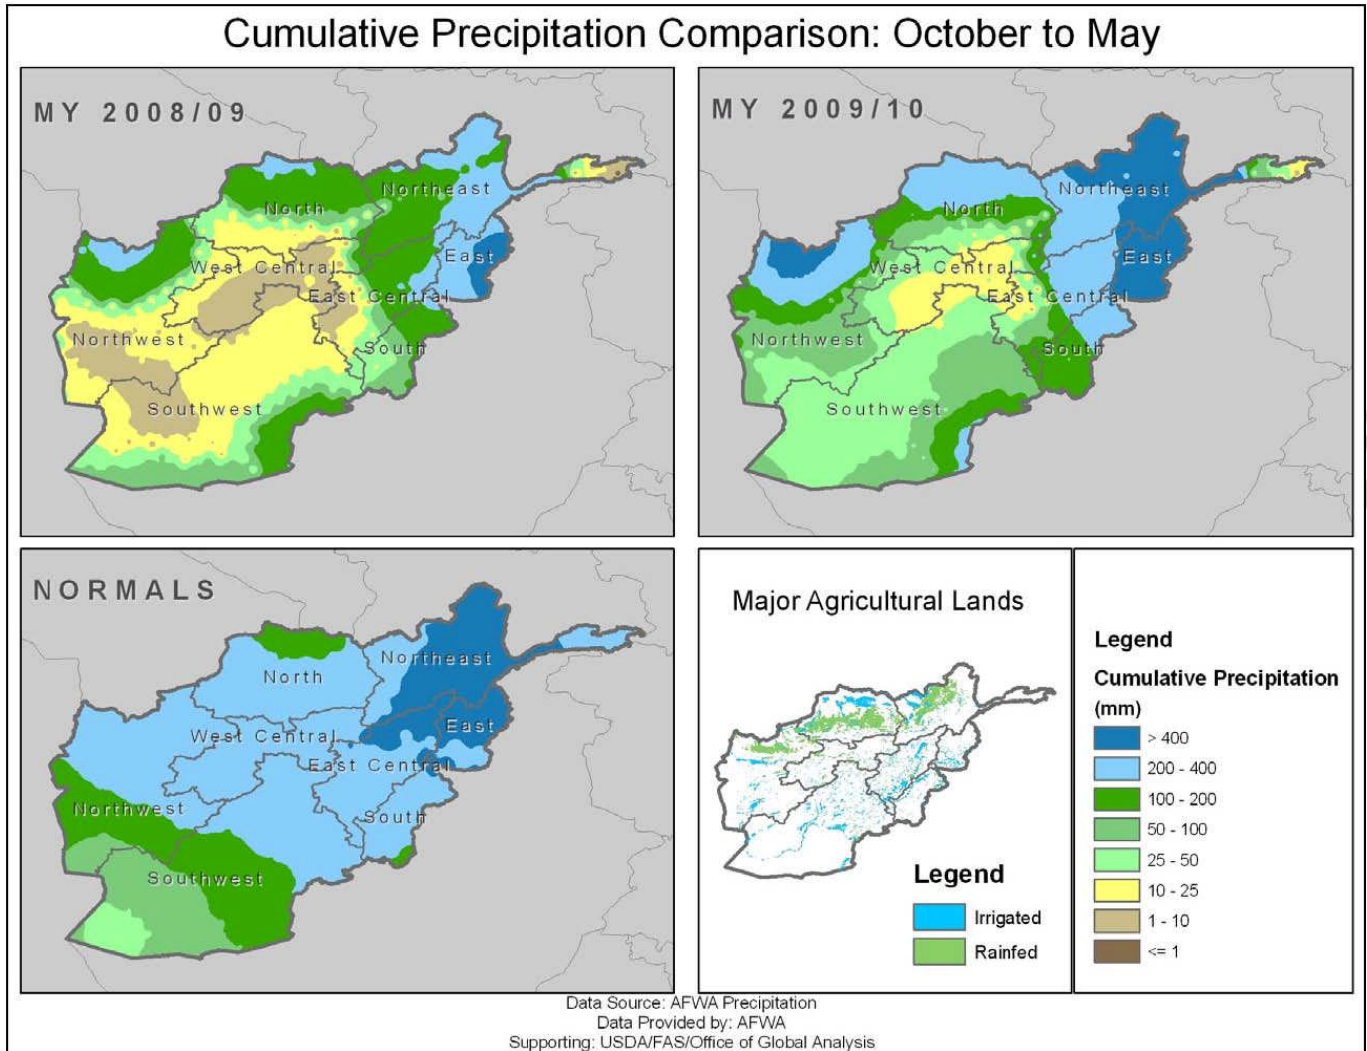 Cumulative Precipitation Comparison: October to May
MY 2008/09
Northeast
North
East
West Central
East Central
Northwest
South
Southwest
MY 2009/10
Northeast
North
East
West Central
East Central
Northwest
South
Southwest
NORMALS
Northeast
North
East
West Central
East Central
Northwest
South
Southwest
Major Agricultural Lands
Legend
Irrigated
Rainfed
Legend
Cumulative Precipitation
(mm)
> 400
200 - 400
100 - 200
50 - 100
25 - 50
10 - 25
1 - 10
<= 1
Data Source: AFWA Precipitation
Data Provided by: AFWA
Supporting: USDA/FAS/Office of Global Analysis